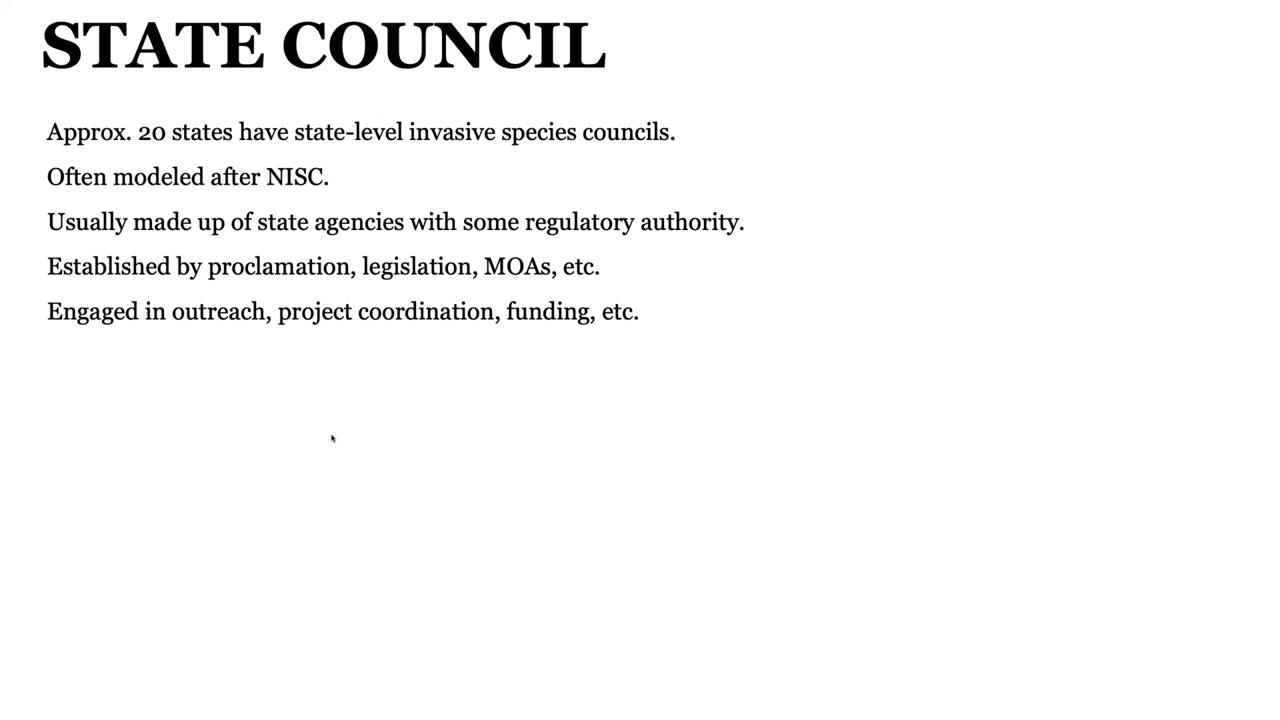 STATE COUNCIL
Approx. 20 states have state-level invasive species councils.
Often modeled after NISC.
Usually made up of state agencies with some regulatory authority.
Established by proclamation, legislation, MOAs, etc.
Engaged in outreach, project coordination, funding, etc.